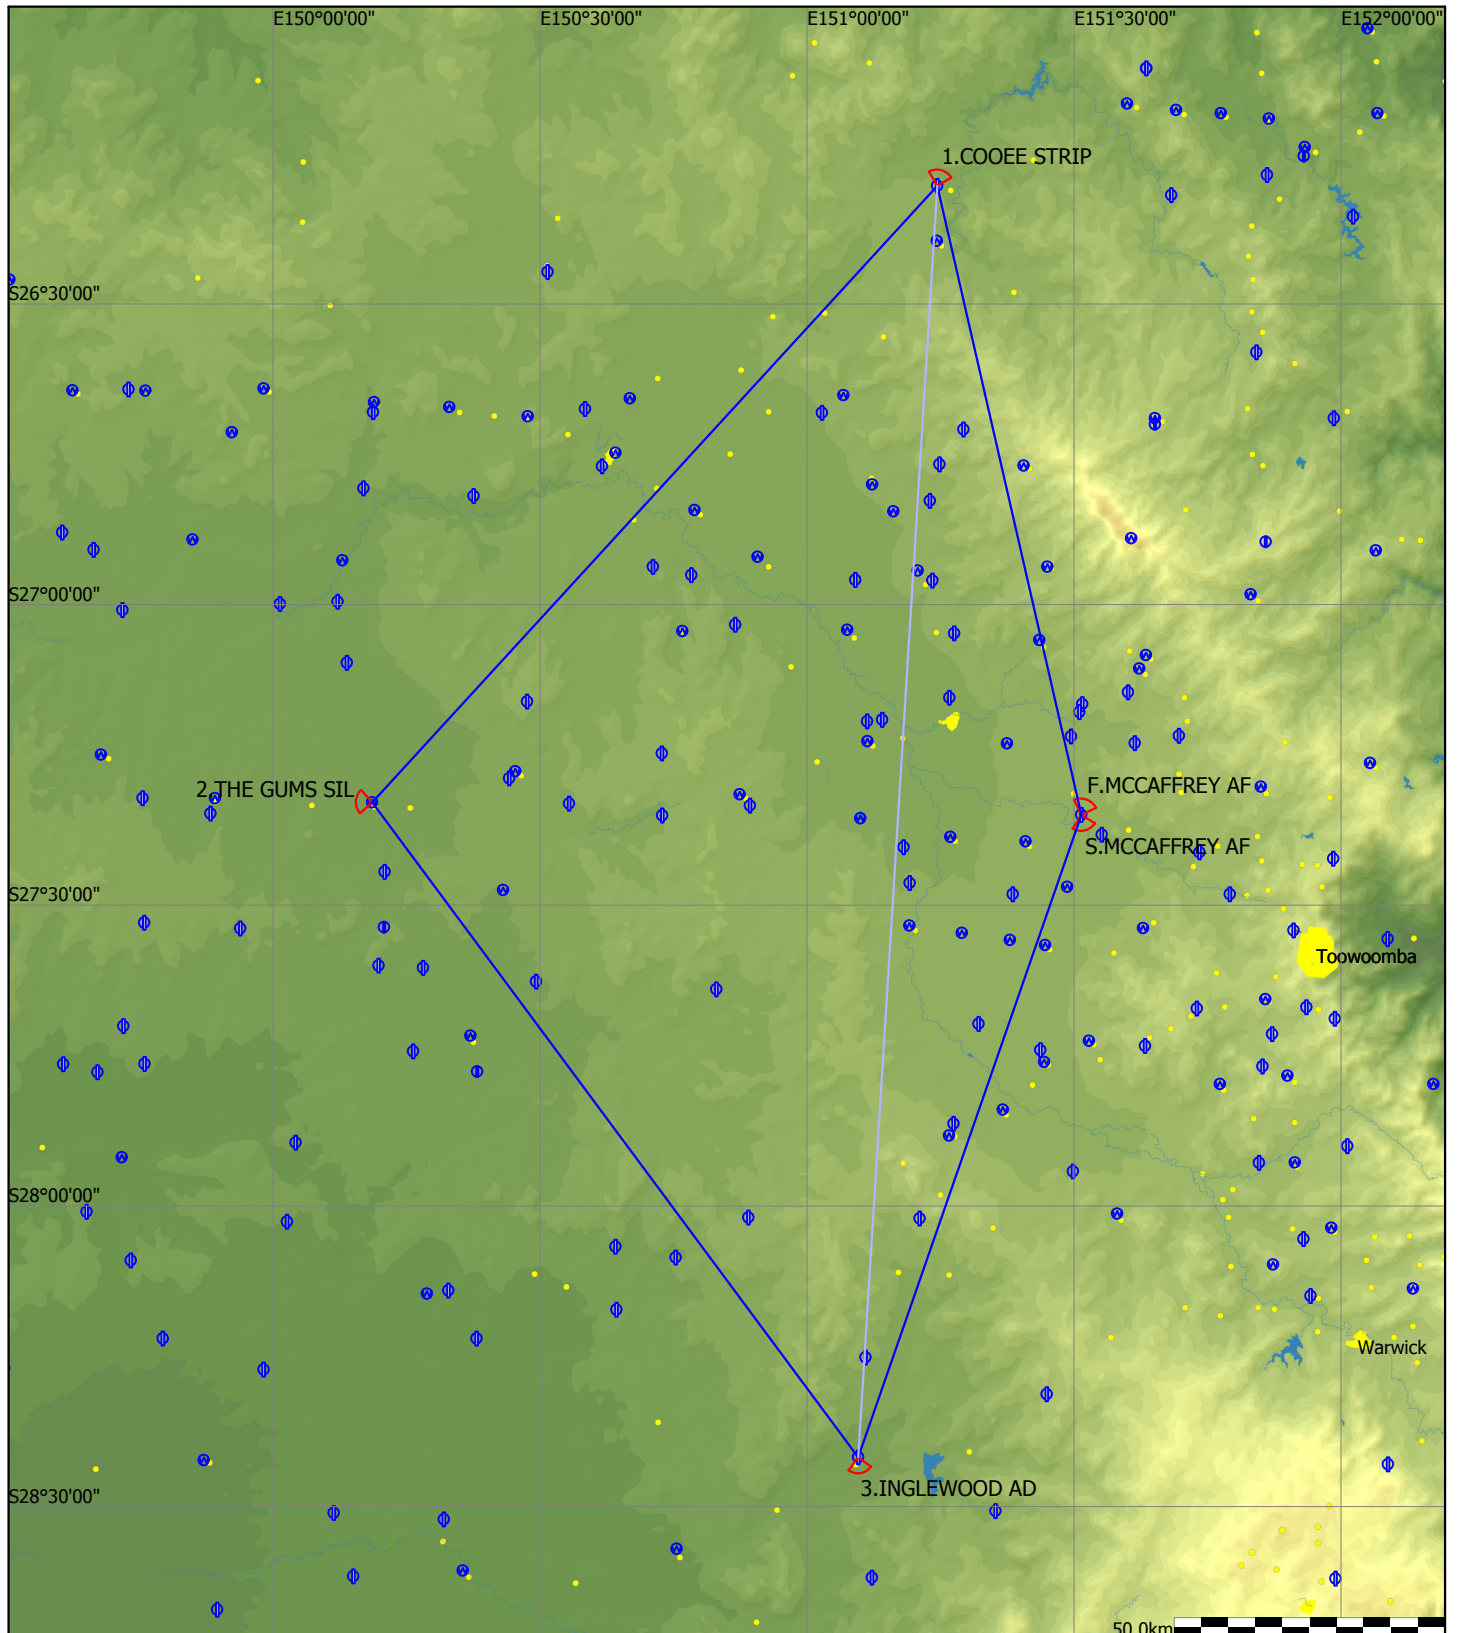 E150°00'00"
E150°30'00"
E151°00'00"
E151°30'00"
E152°00'00"
1.COOEE STRIP
S26°30'00"
S27°00'00"
2.THE GUMS SIL
F.MCCAFFREY AF
S.MCCAFFREY AF
S27°30'00"
Toowoomba
S28°00'00"
Warwick
3.INGLEWOOD AD
S28°30'00"
50.0km